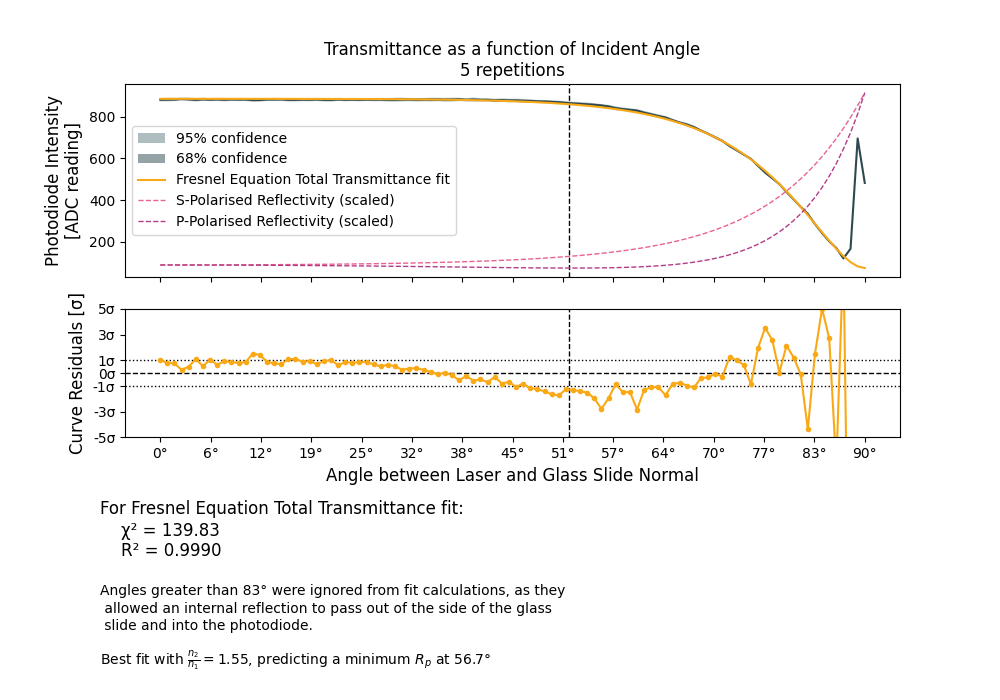 Transmittance as a function of Incident Angle
5 repetitions
Photodiode Intensity
[ADC reading]
800
600
400
200
95% confidence
68% confidence
Fresnel Equation Total Transmittance fit
S-Polarised Reflectivity (scaled)
P-Polarised Reflectivity (scaled)
Curve Residuals [σ]
5σ
3σ
1σ
0σ
-1σ
-3σ
-5σ
0° 6° 12° 19° 25° 32° 38° 45° 51° 57° 64° 70° 77° 83° 90°
Angle between Laser and Glass Slide Normal
For Fresnel Equation Total Transmittance fit:
χ² = 139.83
R² = 0.9990
Angles greater than 83° were ignored from fit calculations, as they
allowed an internal reflection to pass out of the side of the glass
slide and into the photodiode.
Best fit with n₂/n₁ = 1.55, predicting a minimum Rₚ at 56.7°